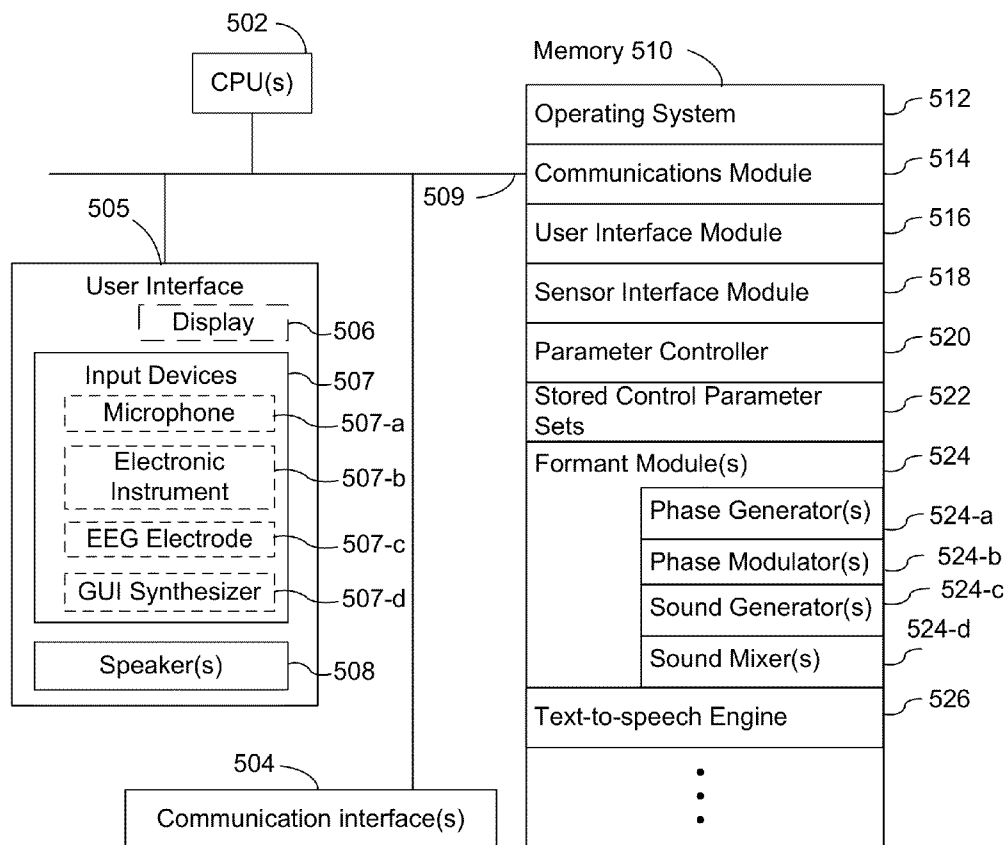 502
CPU(s)
Memory 510
Operating System
512
Communications Module
514
509
User Interface Module
516
Sensor Interface Module
518
Parameter Controller
520
Stored Control Parameter
Sets
522
Formant Module(s)
524
Phase Generator(s)
524-a
Phase Modulator(s)
524-b
Sound Generator(s)
524-c
Sound Mixer(s)
524-d
Text-to-speech Engine
526
505
User Interface
Display
506
Input Devices
507
Microphone
507-a
Electronic
Instrument
507-b
EEG Electrode
507-c
GUI Synthesizer
507-d
Speaker(s)
508
504
Communication interface(s)